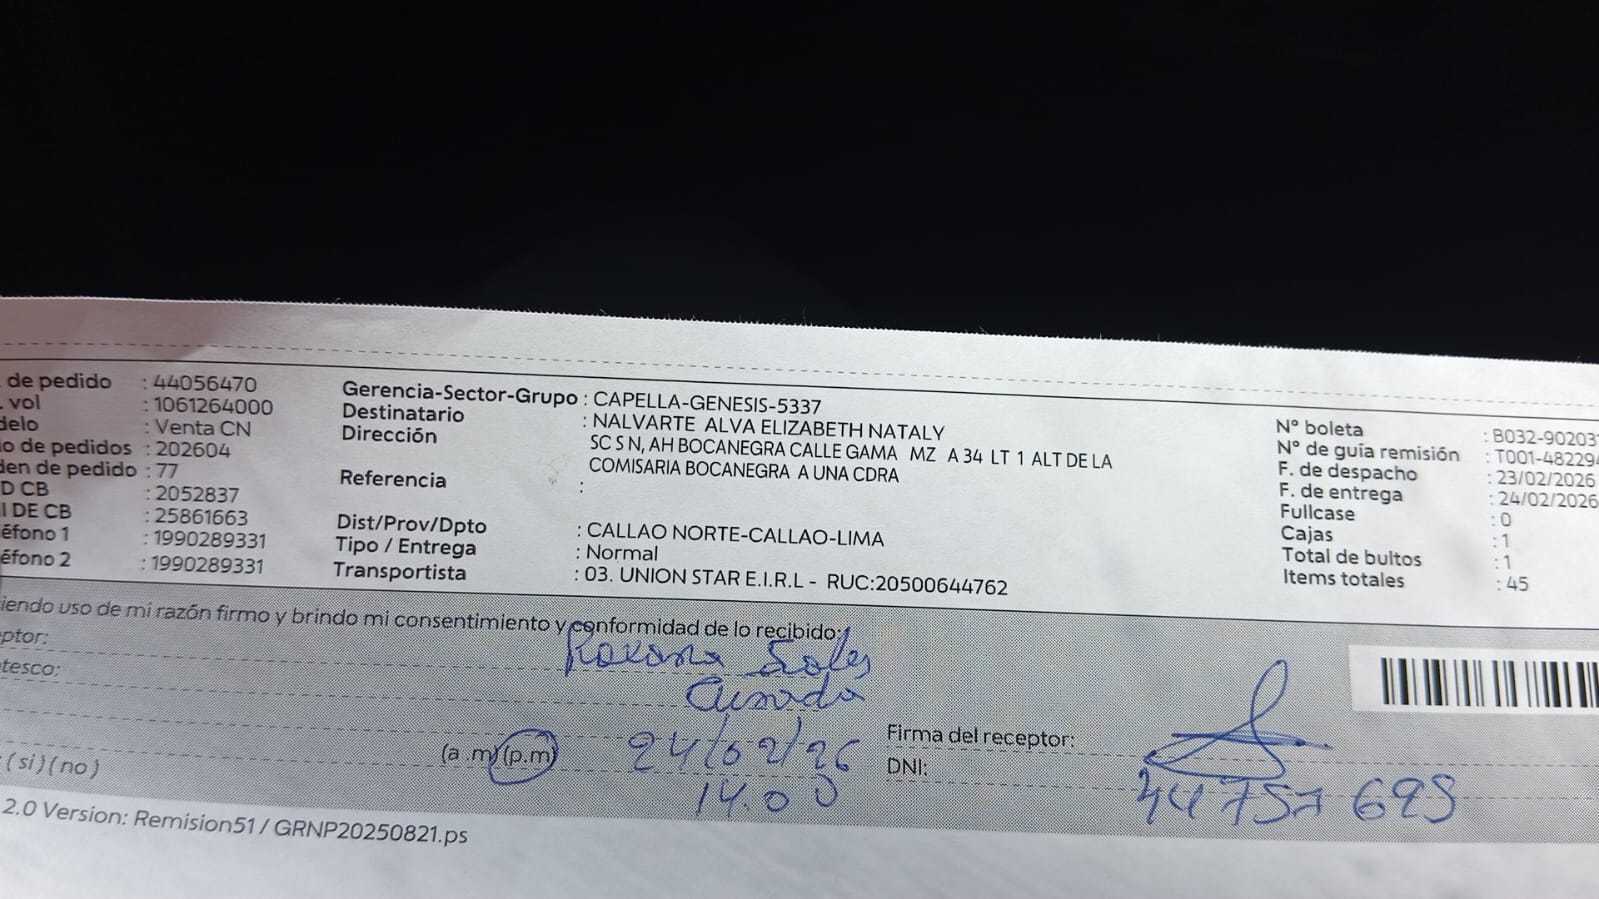 de pedido : 44056470
vol : 1061264000
delo : Venta CN
o de pedidos : 202604
den de pedido : 77
D CB : 2052837
I DE CB : 25861663
éfono 1 : 1990289331
éfono 2 : 1990289331
Gerencia-Sector-Grupo : CAPELLA-GENESIS-5337
Destinatario : NALVARTE ALVA ELIZABETH NATALY
Dirección SC S N, AH BOCANEGRA CALLE GAMA MZ A 34 LT 1 ALT DE LA
COMISARIA BOCANEGRA A UNA CDRA
Referencia :
Dist/Prov/Dpto : CALLAO NORTE-CALLAO-LIMA
Tipo / Entrega : Normal
Transportista : 03. UNION STAR E.I.R.L - RUC:20500644762
N° boleta : B032-90203
N° de guía remisión : T001-48229
F. de despacho : 23/02/2026
F. de entrega : 24/02/2026
Fullcase : 0
Cajas : 1
Total de bultos : 1
Items totales : 45
iendo uso de mi razón firmo y brindo mi consentimiento y conformidad de lo recibido:
ptor: Roxana
tesco:
(a .m) (p.m) 24/02/26
14.00
Firma del receptor:
DNI: 44757
(si) (no)
2.0 Version: Remision51 / GRNP20250821.ps